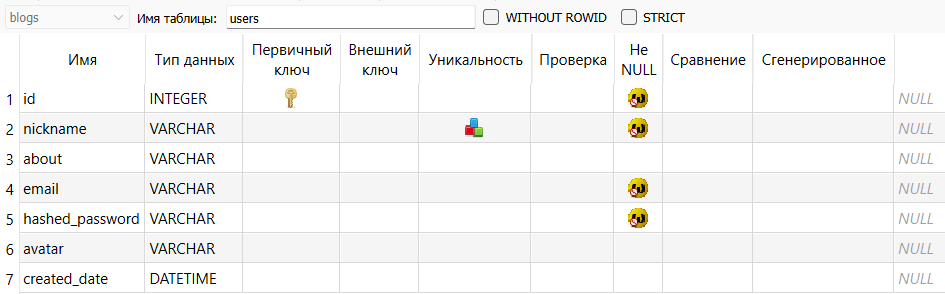 blogs Имя таблицы: users WITHOUT ROWID STRICT
Имя Тип данных Первичный ключ Внешний ключ Уникальность Проверка Не NULL Сравнение Сгенерированное
1 id INTEGER NULL
2 nickname VARCHAR NULL
3 about VARCHAR NULL
4 email VARCHAR NULL
5 hashed_password VARCHAR NULL
6 avatar VARCHAR NULL
7 created_date DATETIME NULL